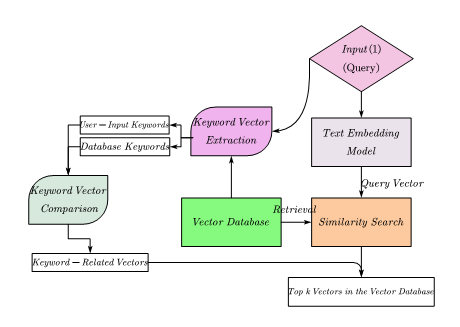 Input (1)
(Query)
Keyword Vector
Extraction
User − Input Keywords
Database Keywords
Text Embedding
Model
Query Vector
Keyword Vector
Comparison
Vector Database
Retrieval
Similarity Search
Keyword − Related Vectors
Top k Vectors in the Vector Database